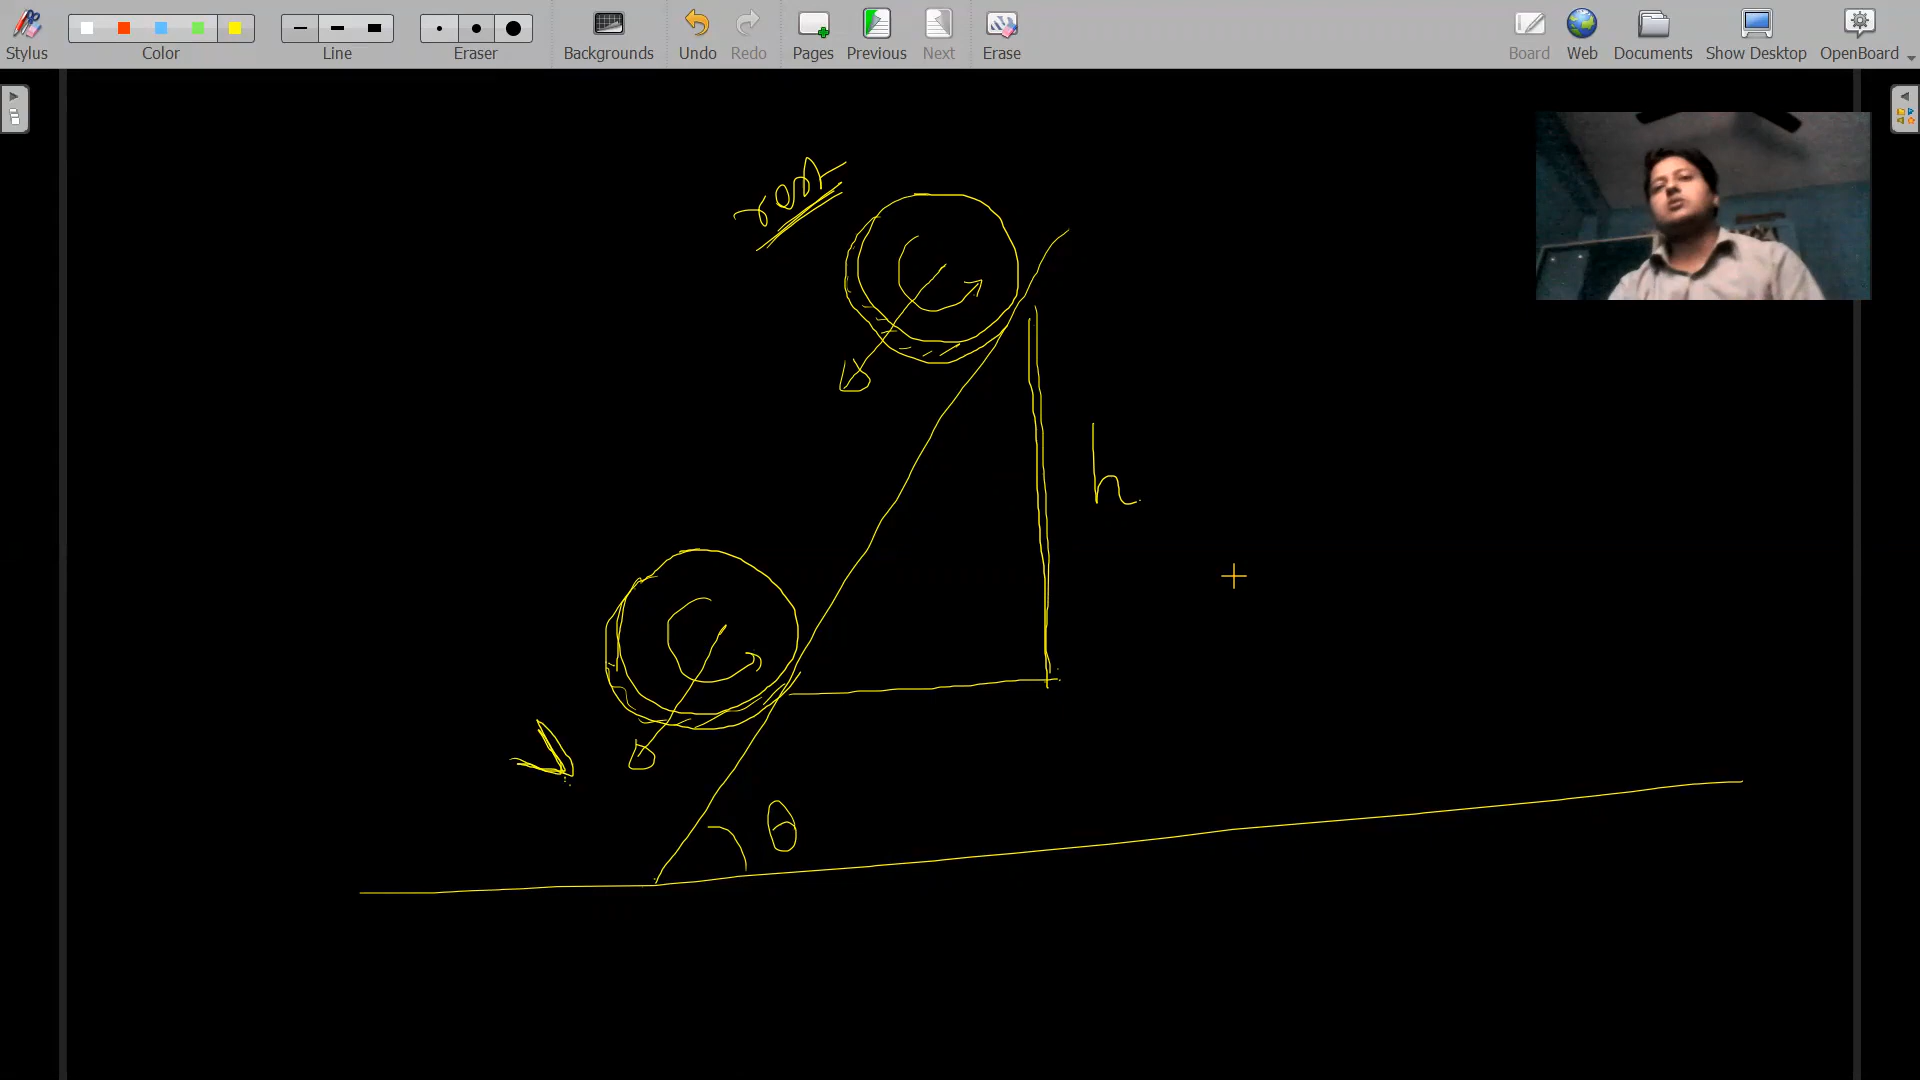 Stylus Color Line Eraser Backgrounds Undo Redo Pages Previous Next Erase Board Web Documents Show Desktop OpenBoard
rest
h
θ